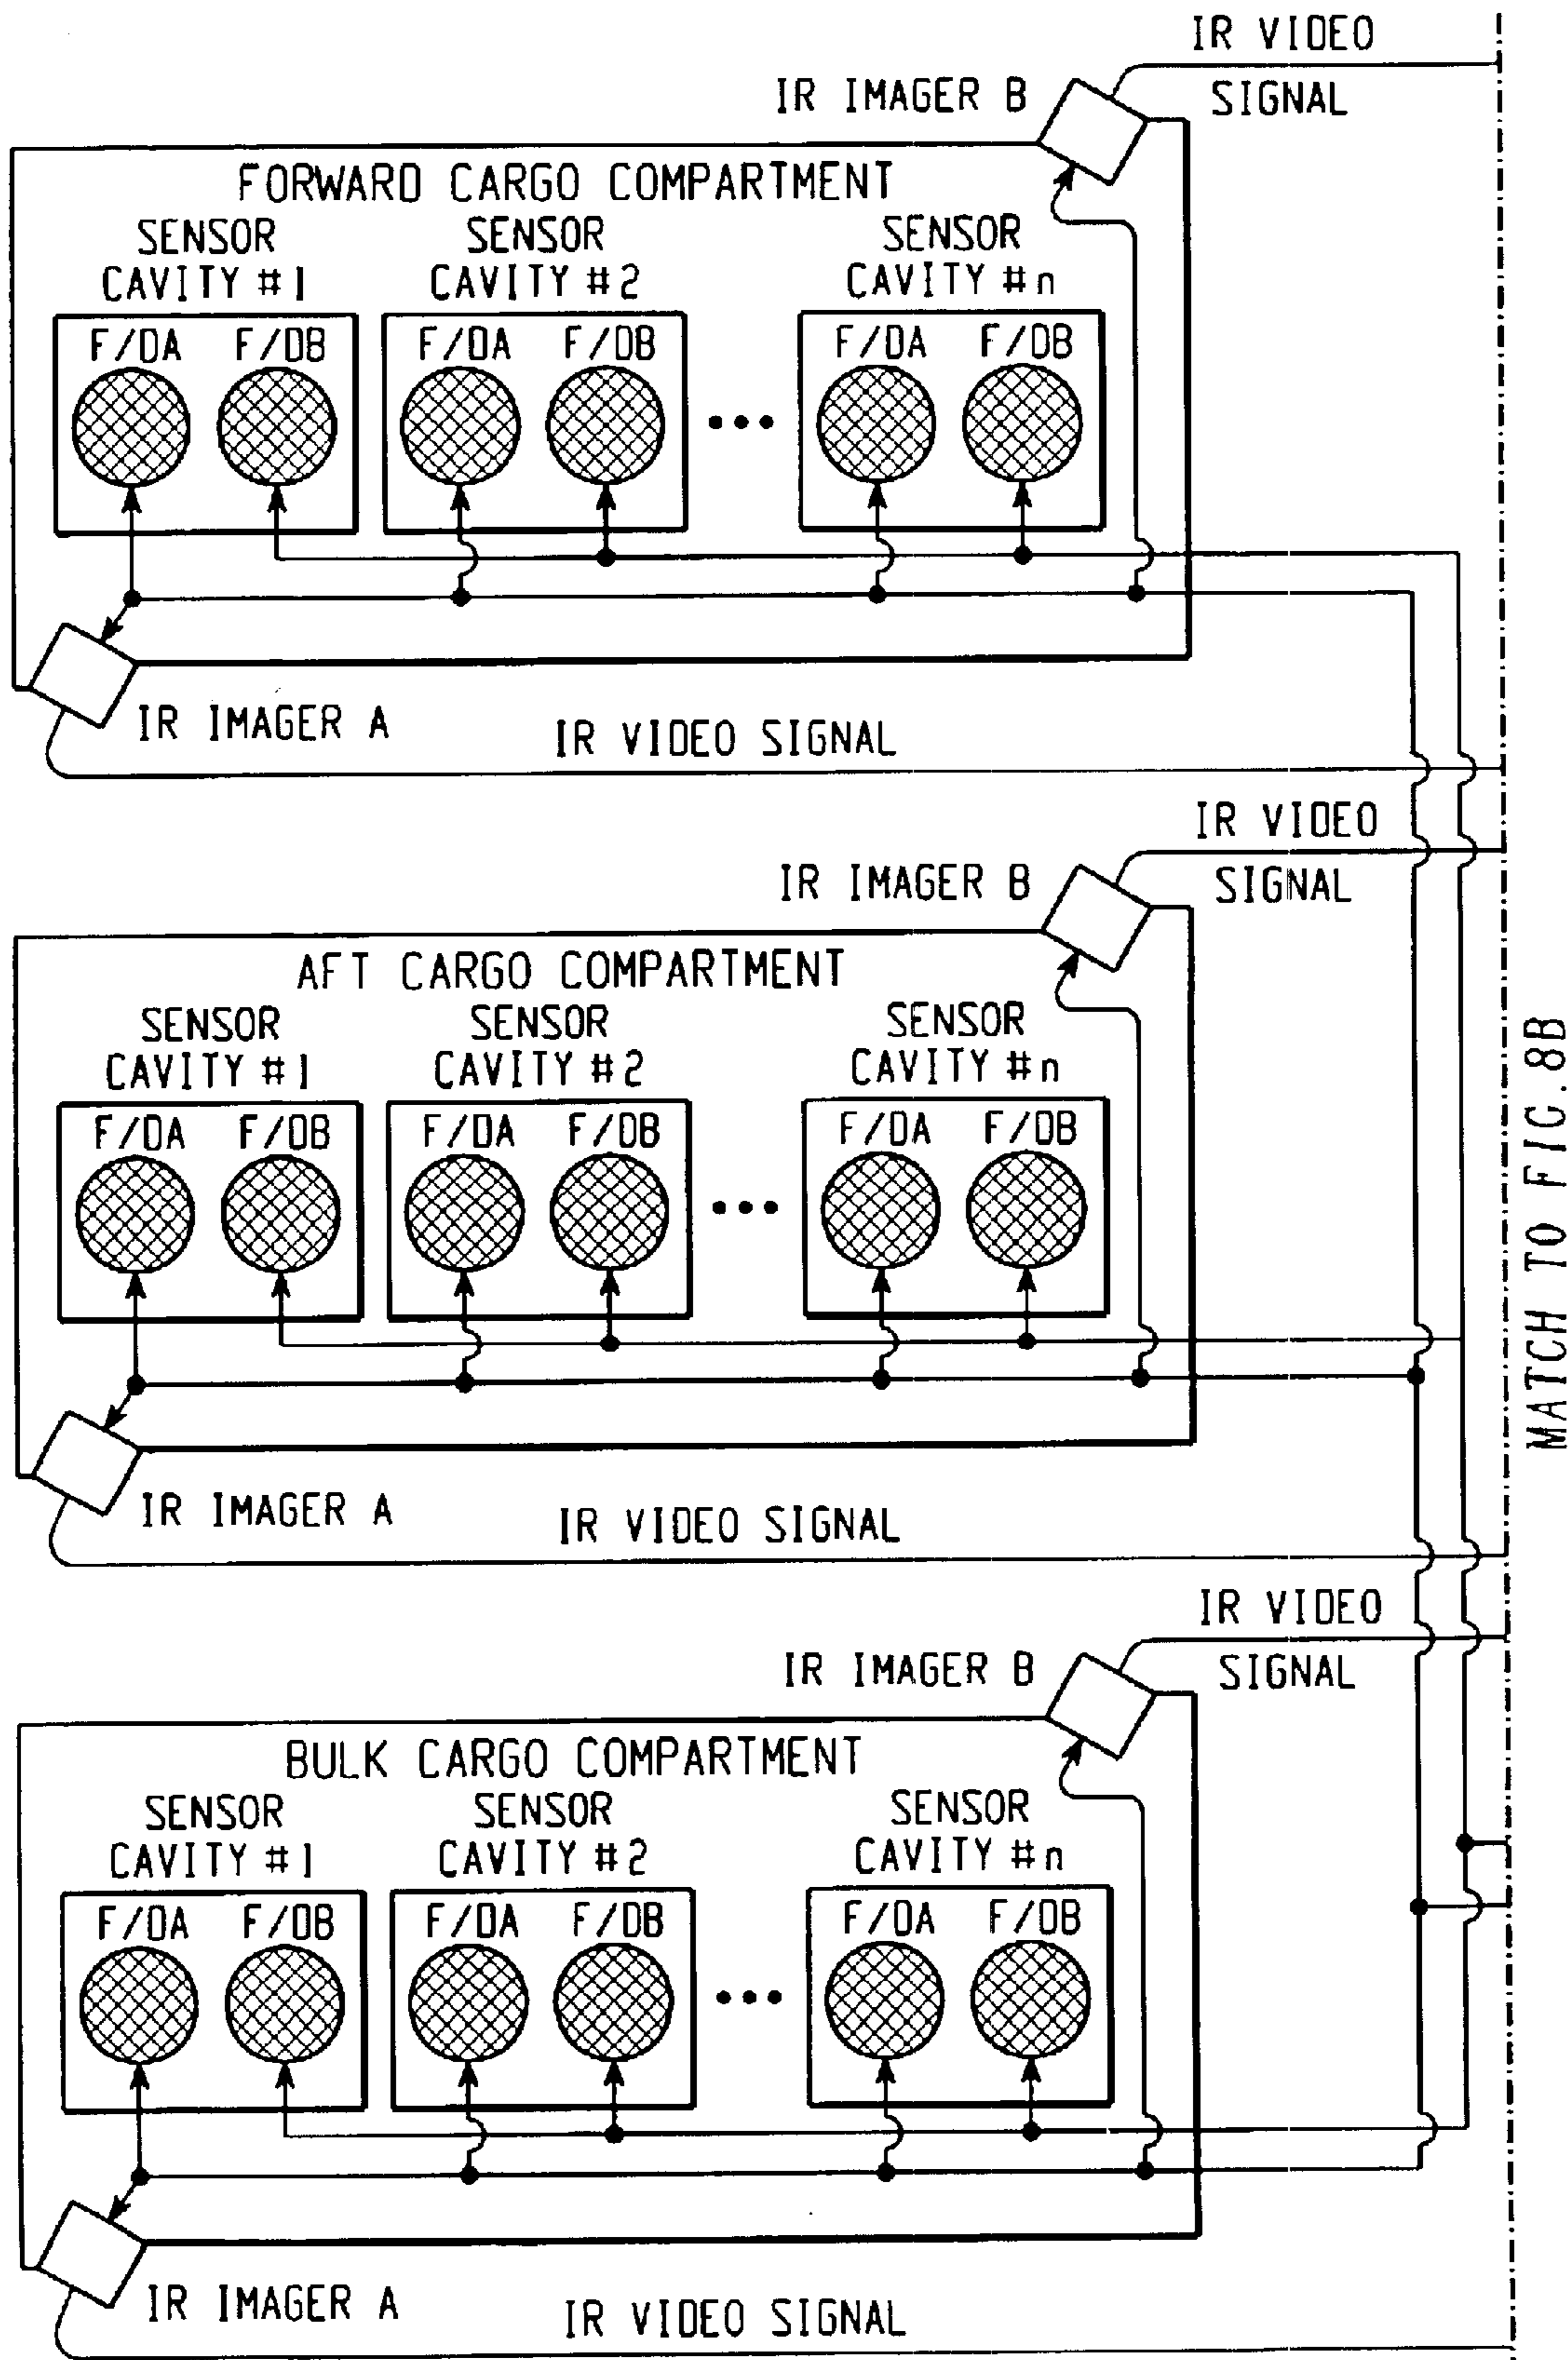 IR VIDEO
SIGNAL
IR IMAGER B
FORWARD CARGO COMPARTMENT
SENSOR
CAVITY #1
SENSOR
CAVITY #2
SENSOR
CAVITY #n
F/DA F/DB
F/DA F/DB
F/DA F/DB
IR IMAGER A
IR VIDEO SIGNAL
IR VIDEO
SIGNAL
IR IMAGER B
AFT CARGO COMPARTMENT
SENSOR
CAVITY #1
SENSOR
CAVITY #2
SENSOR
CAVITY #n
F/DA F/DB
F/DA F/DB
F/DA F/DB
IR IMAGER A
IR VIDEO SIGNAL
IR VIDEO
SIGNAL
IR IMAGER B
BULK CARGO COMPARTMENT
SENSOR
CAVITY #1
SENSOR
CAVITY #2
SENSOR
CAVITY #n
F/DA F/DB
F/DA F/DB
F/DA F/DB
IR IMAGER A
IR VIDEO SIGNAL
MATCH TO FIG.8B